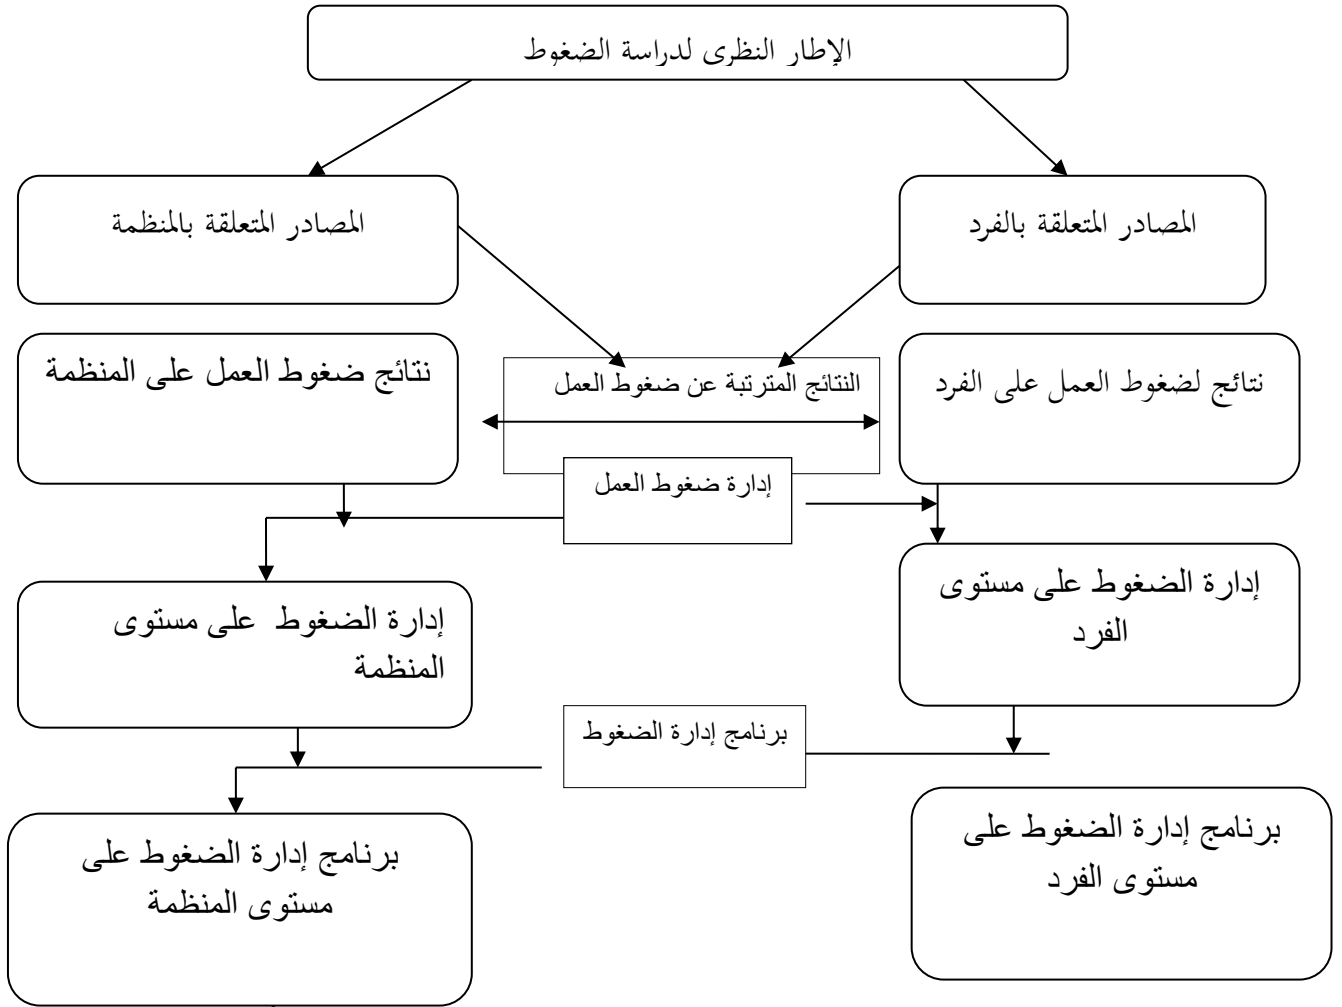 الإطار النظرى لدراسة الضغوط
المصادر المتعلقة بالفرد
المصادر المتعلقة بالمنظمة
نتائج لضغوط العمل على الفرد
النتائج المترتبة عن ضغوط العمل
نتائج ضغوط العمل على المنظمة
إدارة ضغوط العمل
إدارة الضغوط على مستوى
الفرد
إدارة الضغوط على مستوى
المنظمة
برنامج إدارة الضغوط
برنامج إدارة الضغوط على
مستوى الفرد
برنامج إدارة الضغوط على
مستوى المنظمة